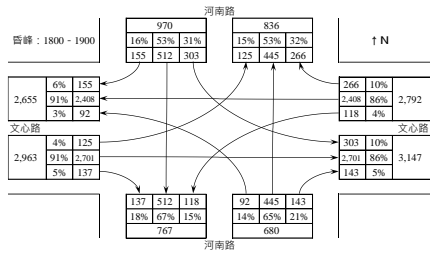 河南路
昏峰：1800 - 1900
↑N
970
16% 53% 31%
155 512 303
836
15% 53% 32%
125 445 266
2,655
6% 155
91% 2,408
3% 92
266 10%
2,408 86%
118 4%
2,792
文心路
文心路
2,963
4% 125
91% 2,701
5% 137
303 10%
2,701 86%
143 5%
3,147
137 512 118
18% 67% 15%
767
92 445 143
14% 65% 21%
680
河南路